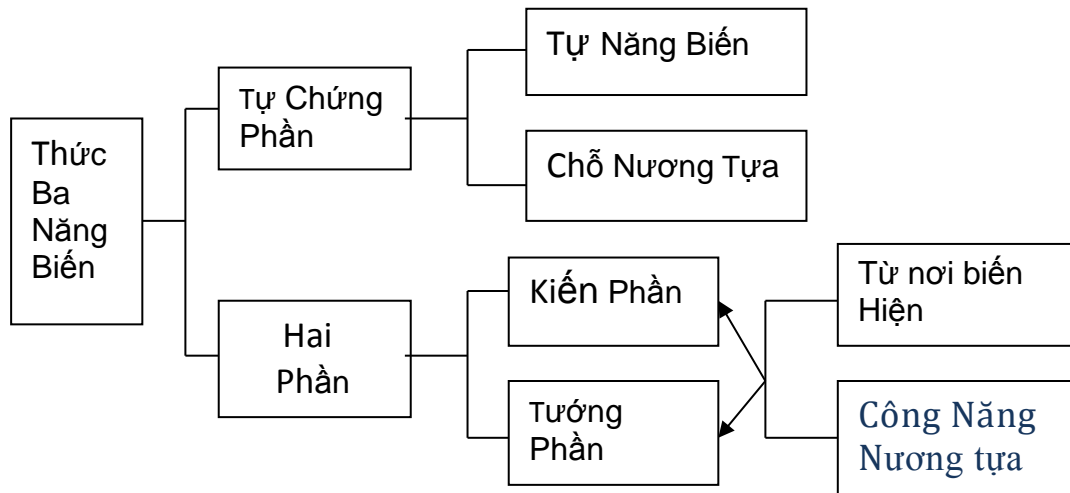 Thức
Ba
Năng
Biến
Tự Chứng
Phần
Hai
Phần
Tự Năng Biến
Chỗ Nương Tựa
Kiến Phần
Tướng
Phần
Từ nơi biến
Hiện
Công Năng
Nương tựa